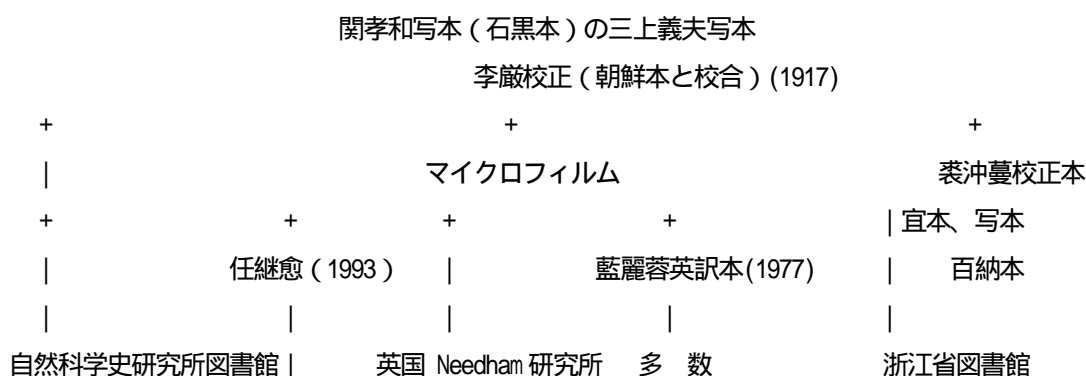 関孝和写本（石黒本）の三上義夫写本
李厳校正（朝鮮本と校合）(1917)
+ + +
| マイクロフィルム 裘沖蔓校正本
+ + + + |宜本、写本
| 任継愈（1993） | 藍麗蓉英訳本(1977) | 百納本
| | | | |
自然科学史研究所図書館| 英国 Needham 研究所 多 数 浙江省図書館